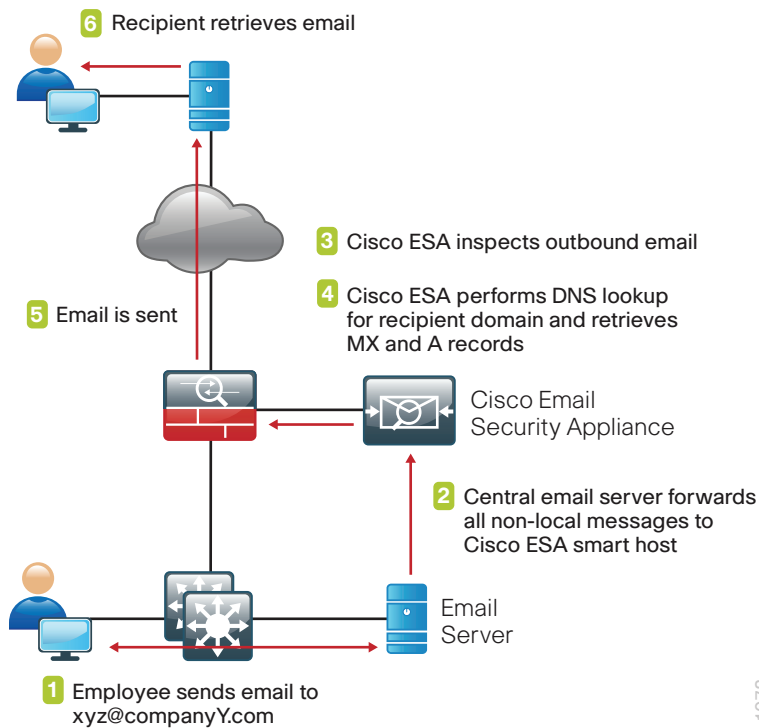 6 Recipient retrieves email
3 Cisco ESA inspects outbound email
4 Cisco ESA performs DNS lookup
for recipient domain and retrieves
MX and A records
5 Email is sent
Cisco Email
Security Appliance
2 Central email server forwards
all non-local messages to
Cisco ESA smart host
Email
Server
1 Employee sends email to
xyz@companyY.com